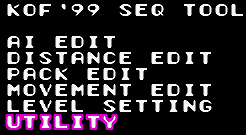 KOF'99 SEQ TOOL
AI EDIT
DISTANCE EDIT
PACK EDIT
MOVEMENT EDIT
LEVEL SETTING
UTILITY